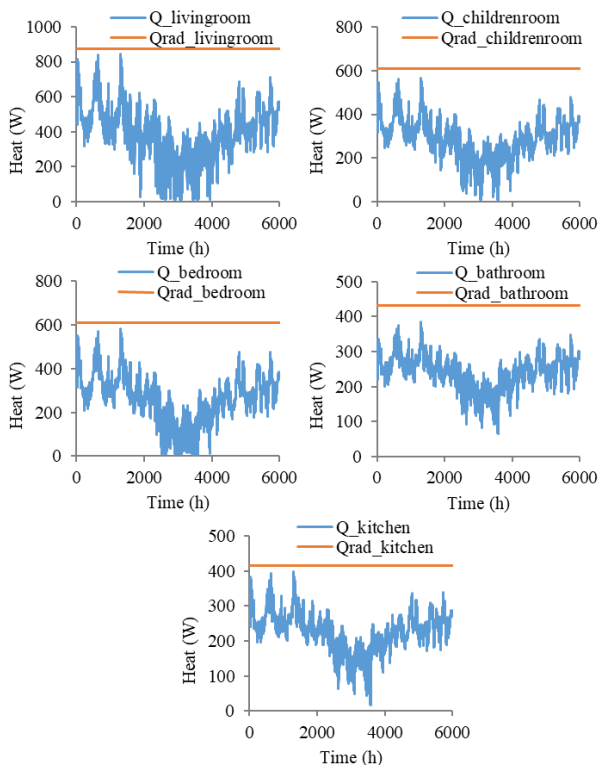 Q_livingroom
Qrad_livingroom
1000
800
600
400
200
0
Heat (W)
0 2000 4000 6000
Time (h)
Q_childrenroom
Qrad_childrenroom
800
600
400
200
0
Heat (W)
0 2000 4000 6000
Time (h)
Q_bedroom
Qrad_bedroom
800
600
400
200
0
Heat (W)
0 2000 4000 6000
Time (h)
Q_bathroom
Qrad_bathroom
500
400
300
200
100
0
Heat (W)
0 2000 4000 6000
Time (h)
Q_kitchen
Qrad_kitchen
500
400
300
200
100
0
Heat (W)
0 2000 4000 6000
Time (h)